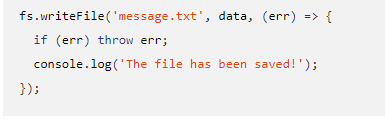 fs.writeFile('message.txt', data, (err) => {
  if (err) throw err;
  console.log('The file has been saved!');
});